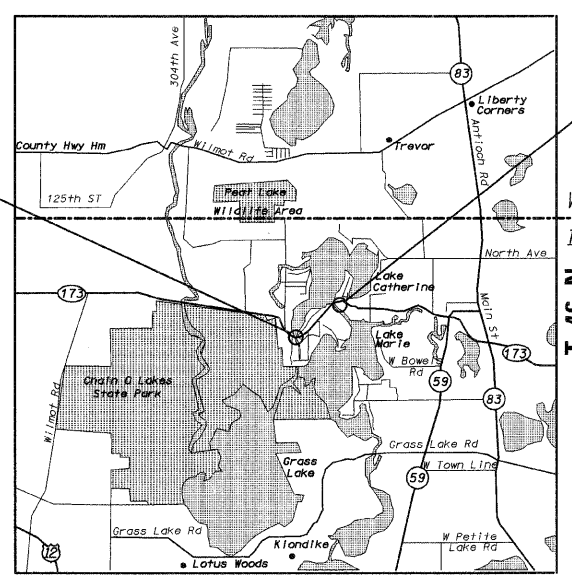 304th Ave
83
Liberty
Corners
Trevor
Antioch Rd
County Hwy Hm
Wilmot Rd
125th ST
Peat Lake
Wildlife Area
North Ave
Lake
Catherine
173
Main St
Lake
Marie
W Bowels
Rd
173
59
83
Chain O Lakes
State Park
Wilmot Rd
Grass Lake Rd
Grass
Lake
W Town Line
59
Grass Lake Rd
Klondike
W Petite
Lake Rd
12
Lotus Woods